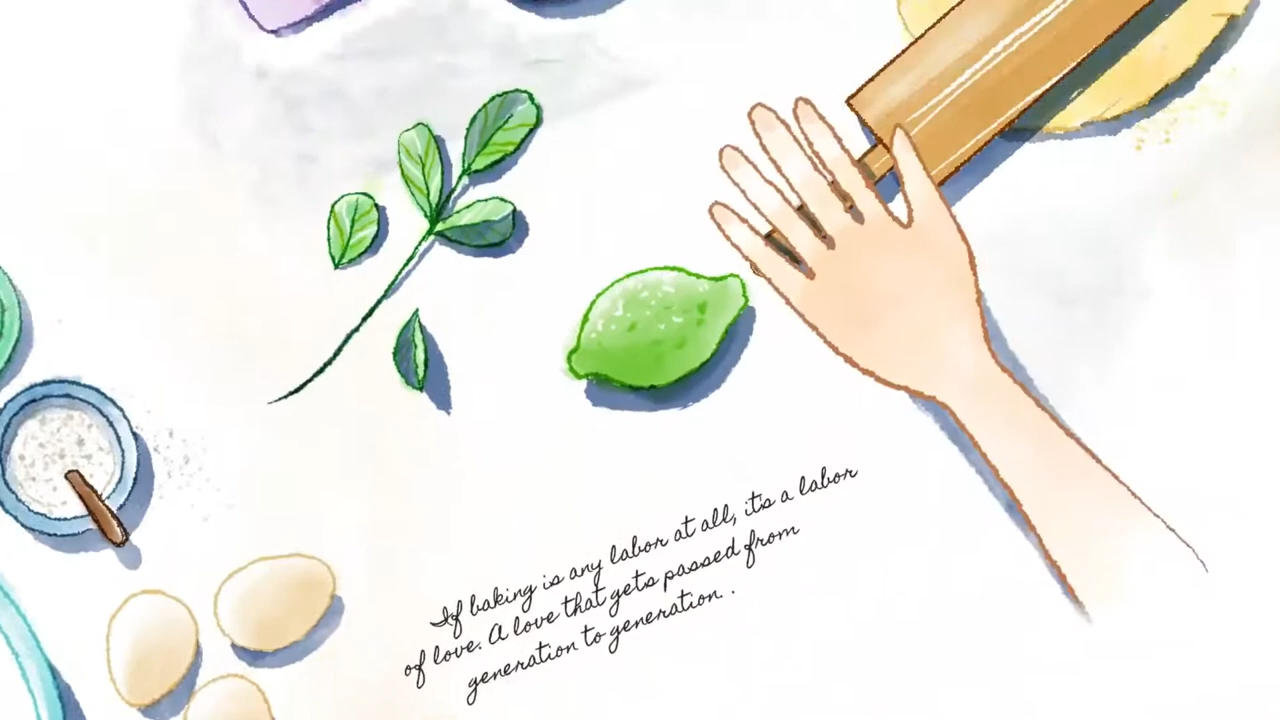 If baking is any labor at all, it's a labor
of love. A love that gets passed from
generation to generation. .